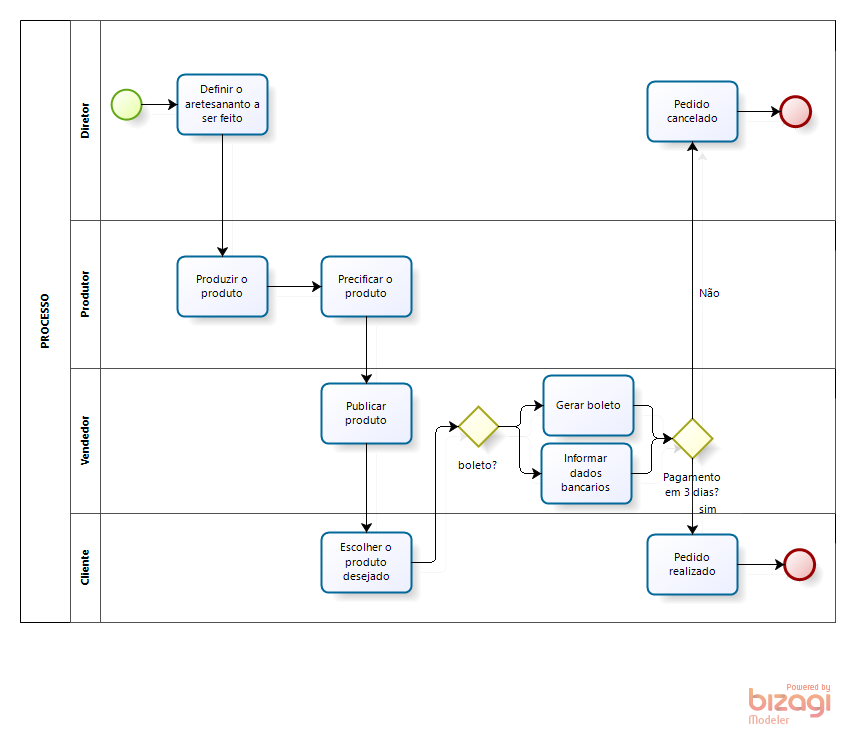 PROCESSO
Diretor
Definir o
aretesananto a
ser feito
Pedido
cancelado
Produtor
Produzir o
produto
Precificar o
produto
Não
Vendedor
Publicar
produto
boleto?
Gerar boleto
Informar
dados
bancarios
Pagamento
em 3 dias?
sim
Cliente
Escolher o
produto
desejado
Pedido
realizado
Powered by
bizagi
Modeler